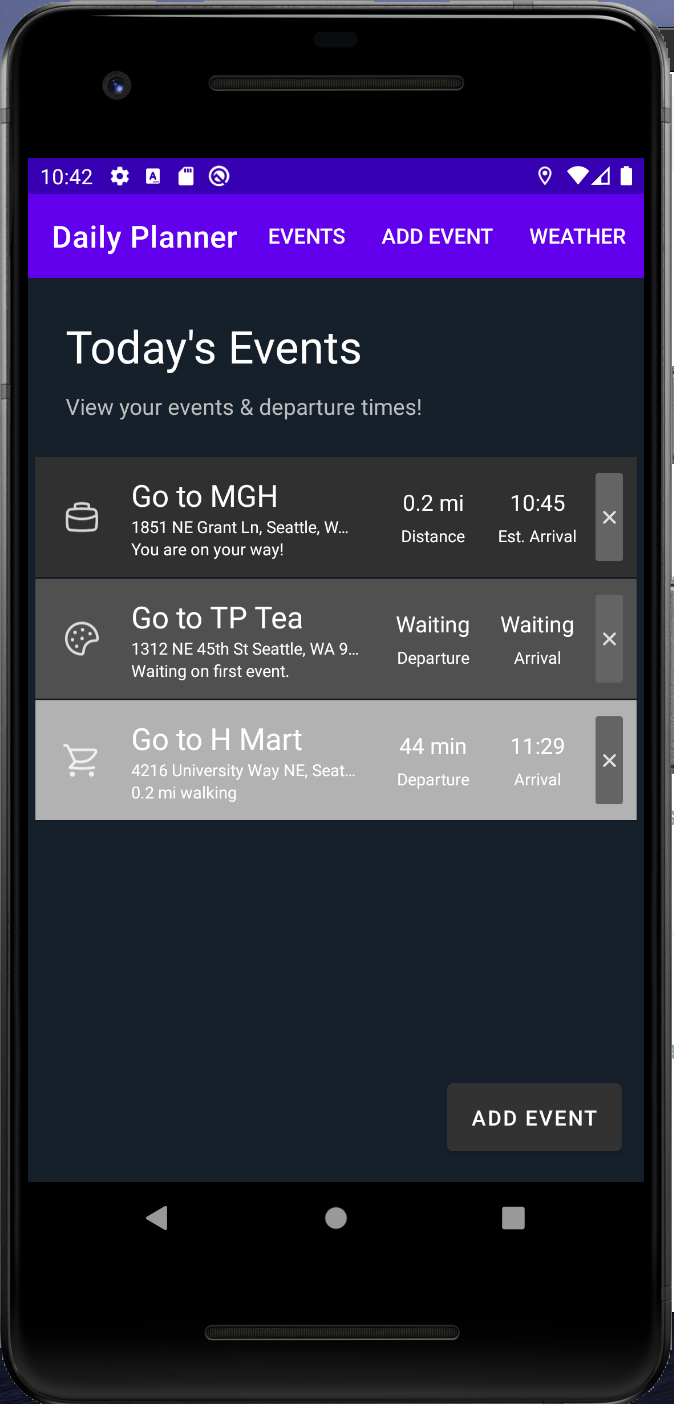 10:42
Daily Planner EVENTS ADD EVENT WEATHER
Today's Events
View your events & departure times!
Go to MGH
1851 NE Grant Ln, Seattle, W...
You are on your way!
0.2 mi
Distance
10:45
Est. Arrival
Go to TP Tea
1312 NE 45th St Seattle, WA 9...
Waiting on first event.
Waiting
Departure
Waiting
Arrival
Go to H Mart
4216 University Way NE, Seat...
0.2 mi walking
44 min
Departure
11:29
Arrival
ADD EVENT